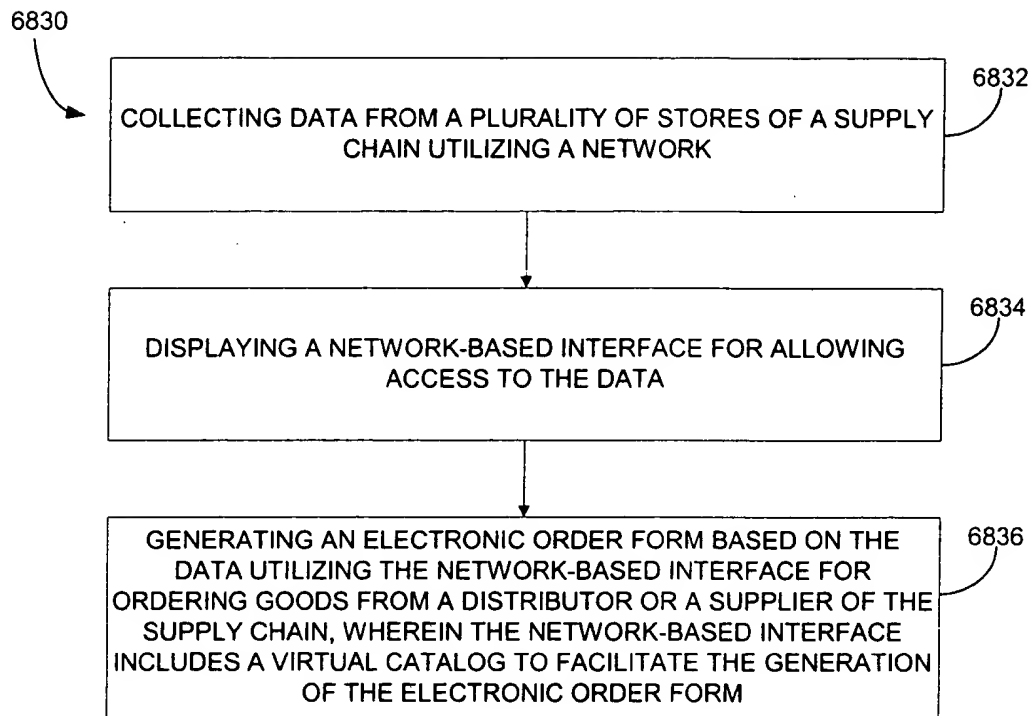 6830
6832
COLLECTING DATA FROM A PLURALITY OF STORES OF A SUPPLY
CHAIN UTILIZING A NETWORK
6834
DISPLAYING A NETWORK-BASED INTERFACE FOR ALLOWING
ACCESS TO THE DATA
6836
GENERATING AN ELECTRONIC ORDER FORM BASED ON THE
DATA UTILIZING THE NETWORK-BASED INTERFACE FOR
ORDERING GOODS FROM A DISTRIBUTOR OR A SUPPLIER OF THE
SUPPLY CHAIN, WHEREIN THE NETWORK-BASED INTERFACE
INCLUDES A VIRTUAL CATALOG TO FACILITATE THE GENERATION
OF THE ELECTRONIC ORDER FORM